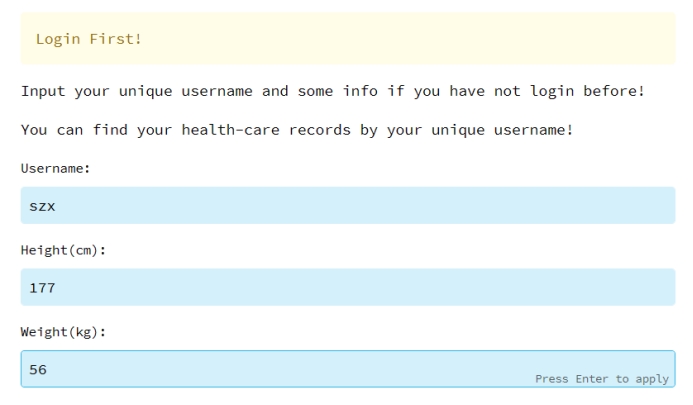 Login First!
Input your unique username and some info if you have not login before!
You can find your health-care records by your unique username!
Username:
szx
Height(cm):
177
Weight(kg):
56
Press Enter to apply